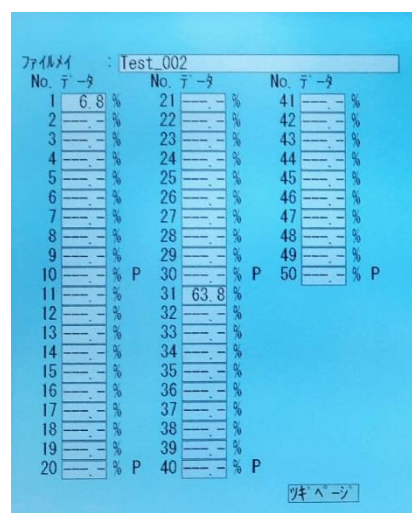 ﾌｧｲﾙﾒｲ : Test_002
No. ﾃﾞｰﾀ No. ﾃﾞｰﾀ No. ﾃﾞｰﾀ
1 6.8 % 21 ---.- % 41 ---.- %
2 ---.- % 22 ---.- % 42 ---.- %
3 ---.- % 23 ---.- % 43 ---.- %
4 ---.- % 24 ---.- % 44 ---.- %
5 ---.- % 25 ---.- % 45 ---.- %
6 ---.- % 26 ---.- % 46 ---.- %
7 ---.- % 27 ---.- % 47 ---.- %
8 ---.- % 28 ---.- % 48 ---.- %
9 ---.- % 29 ---.- % 49 ---.- %
10 ---.- % P 30 ---.- % P 50 ---.- % P
11 ---.- % 31 63.8 %
12 ---.- % 32 ---.- %
13 ---.- % 33 ---.- %
14 ---.- % 34 ---.- %
15 ---.- % 35 ---.- %
16 ---.- % 36 ---.- %
17 ---.- % 37 ---.- %
18 ---.- % 38 ---.- %
19 ---.- % 39 ---.- %
20 ---.- % P 40 ---.- % P
ﾂｷﾞﾍﾟｰｼﾞ